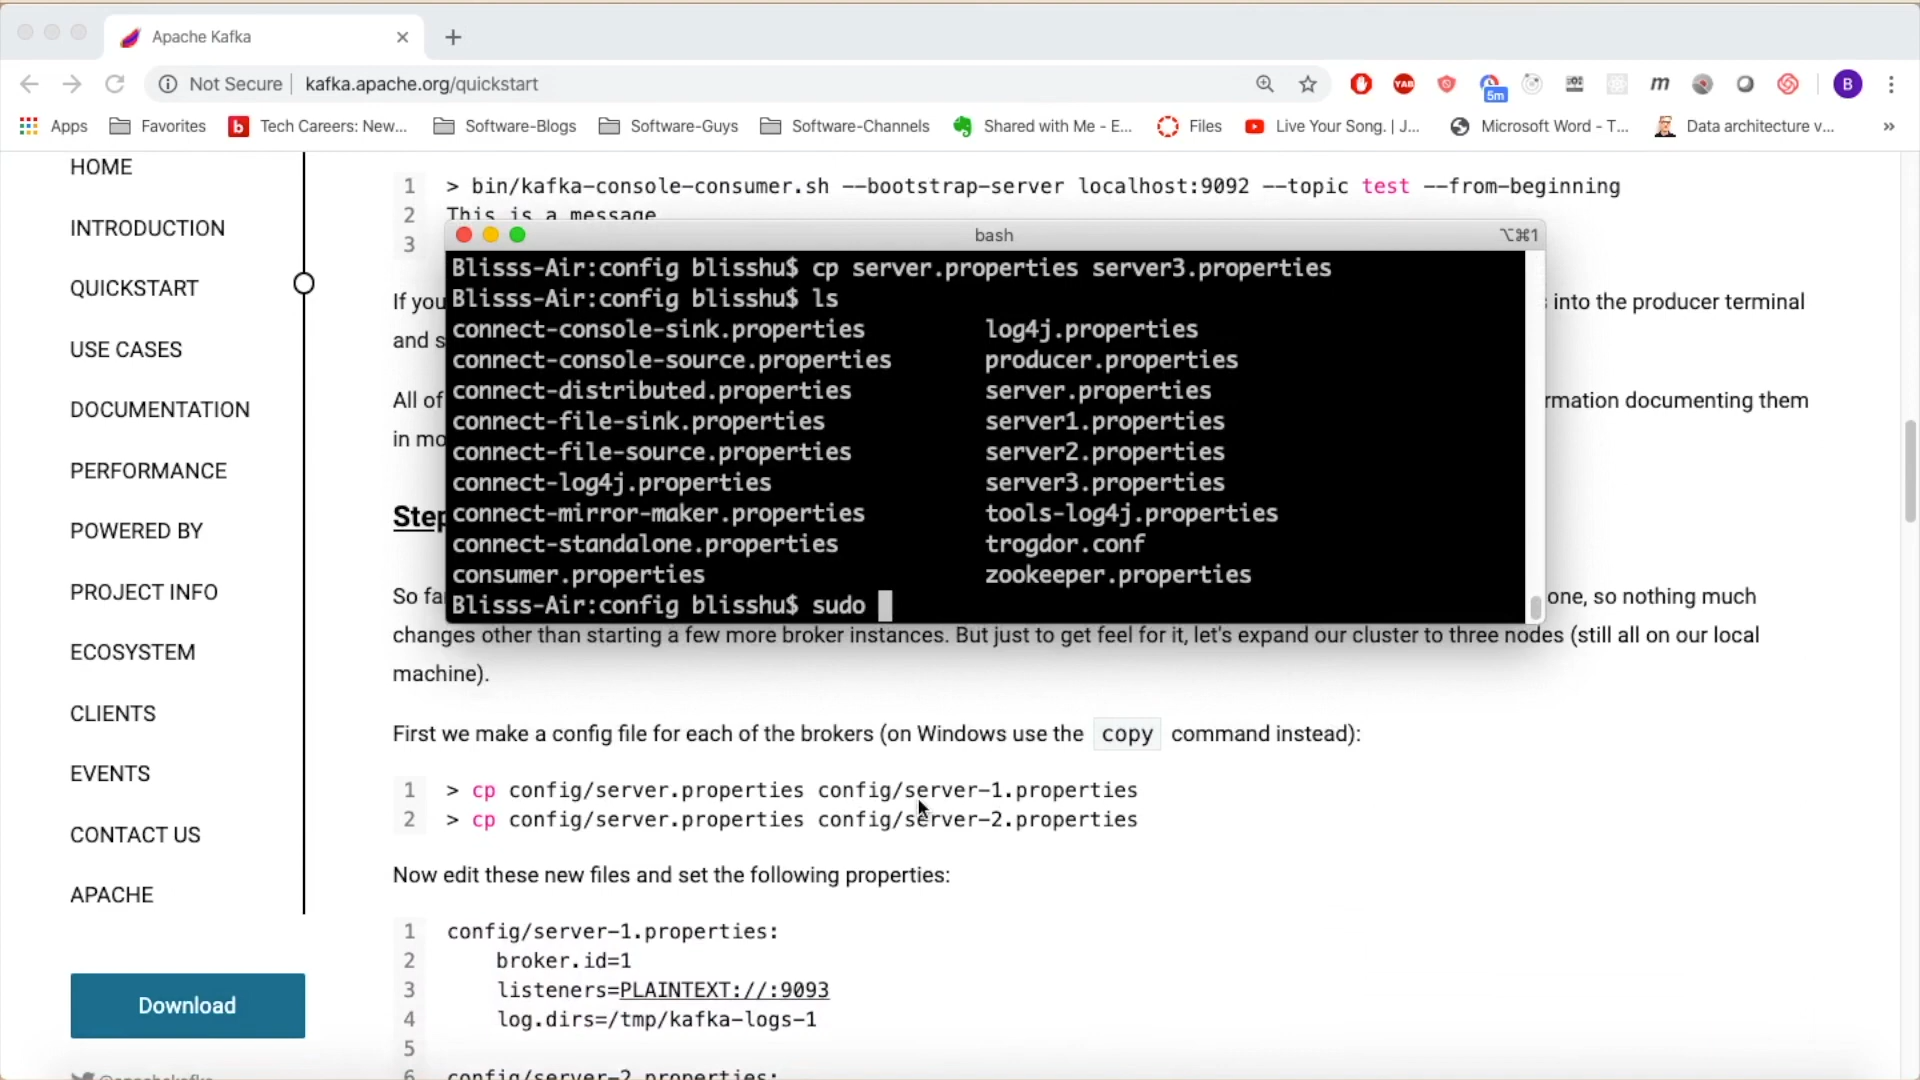 Apache Kafka
Not Secure kafka.apache.org/quickstart
YAB
5m
m
B
Apps Favorites b Tech Careers: New... Software-Blogs Software-Guys Software-Channels Shared with Me - E... Files Live Your Song. | J... Microsoft Word - T... Data architecture v... »
HOME
INTRODUCTION
QUICKSTART
USE CASES
DOCUMENTATION
PERFORMANCE
POWERED BY
PROJECT INFO
ECOSYSTEM
CLIENTS
EVENTS
CONTACT US
APACHE
Download
1 > bin/kafka-console-consumer.sh --bootstrap-server localhost:9092 --topic test --from-beginning
2 This is a message
3
If you
into the producer terminal
and s
All of
rmation documenting them
in mo
Step
So fa
one, so nothing much
bash ⌥⌘1
Blisss-Air:config blisshu$ cp server.properties server3.properties
Blisss-Air:config blisshu$ ls
connect-console-sink.properties log4j.properties
connect-console-source.properties producer.properties
connect-distributed.properties server.properties
connect-file-sink.properties server1.properties
connect-file-source.properties server2.properties
connect-log4j.properties server3.properties
connect-mirror-maker.properties tools-log4j.properties
connect-standalone.properties trogdor.conf
consumer.properties zookeeper.properties
Blisss-Air:config blisshu$ sudo
changes other than starting a few more broker instances. But just to get feel for it, let's expand our cluster to three nodes (still all on our local
machine).
First we make a config file for each of the brokers (on Windows use the copy command instead):
1 > cp config/server.properties config/server-1.properties
2 > cp config/server.properties config/server-2.properties
Now edit these new files and set the following properties:
1 config/server-1.properties:
2 broker.id=1
3 listeners=PLAINTEXT://:9093
4 log.dirs=/tmp/kafka-logs-1
5
6 config/server-2.properties: